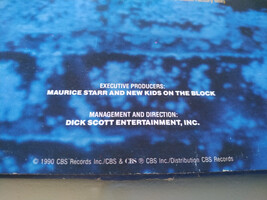 EXECUTIVE PRODUCERS:
MAURICE STARR AND NEW KIDS ON THE BLOCK
MANAGEMENT AND DIRECTION:
DICK SCOTT ENTERTAINMENT, INC.
© 1990 CBS Records Inc./CBS & CBS ® CBS Inc./Distribution CBS Records